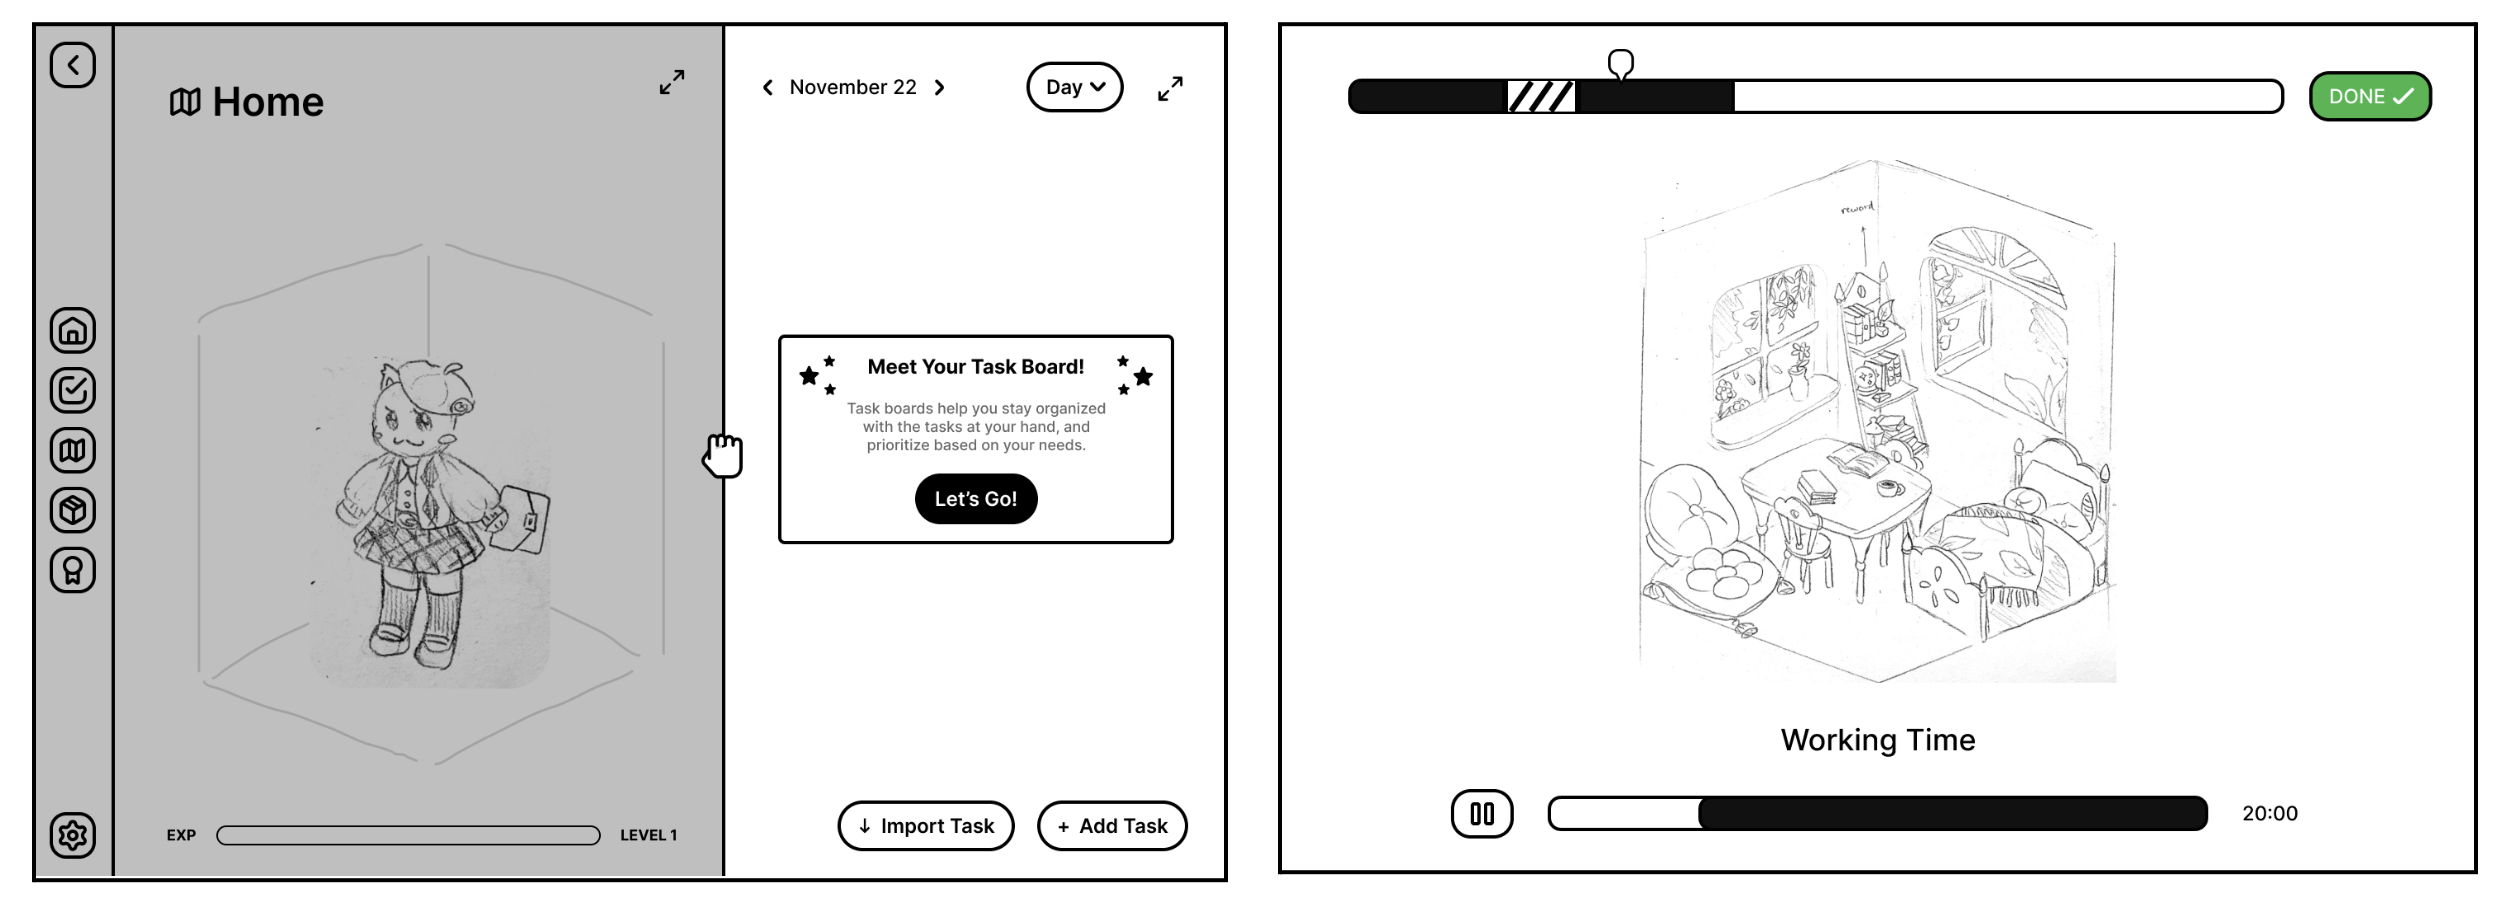 Home
November 22
Day
Meet Your Task Board!
Task boards help you stay organized
with the tasks at your hand, and
prioritize based on your needs.
Let's Go!
↓ Import Task
+ Add Task
EXP
LEVEL 1
DONE
reword
Working Time
20:00